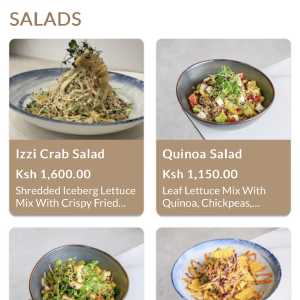 SALADS
Izzi Crab Salad
Ksh 1,600.00
Shredded Iceberg Lettuce
Mix With Crispy Fried...
Quinoa Salad
Ksh 1,150.00
Leaf Lettuce Mix With
Quinoa, Chickpeas,...